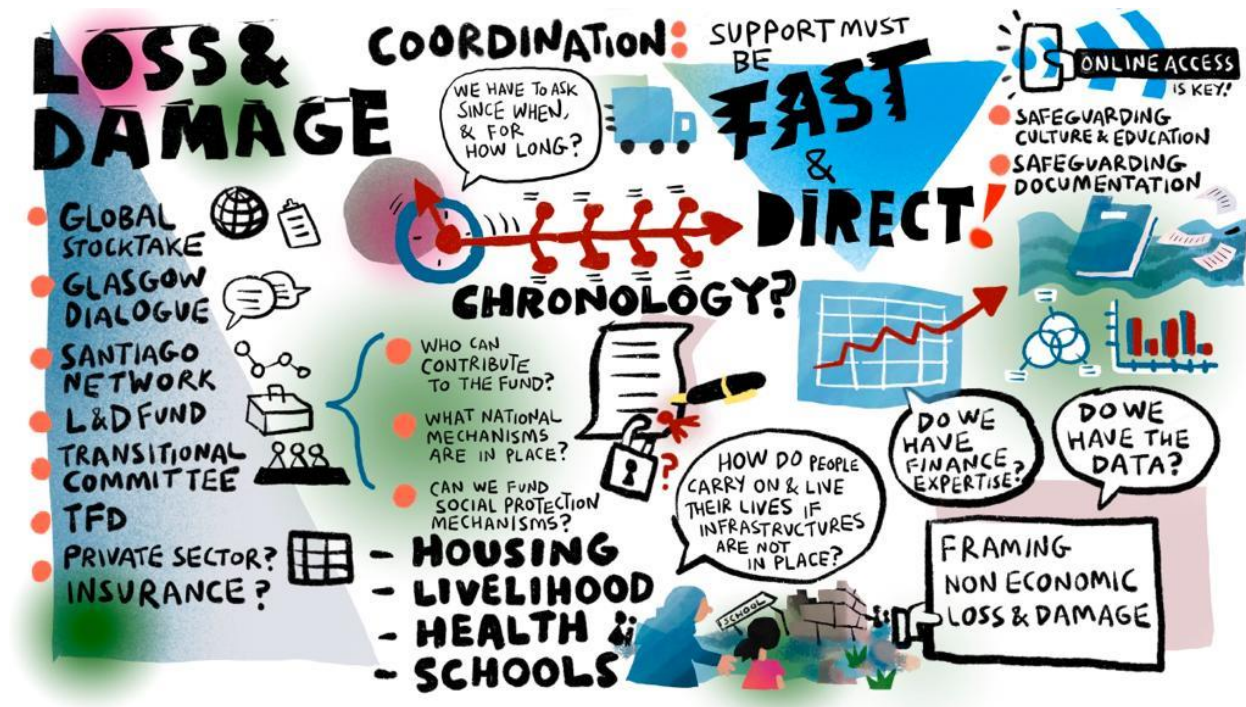 LOSS &
DAMAGE
GLOBAL
STOCKTAKE
GLASGOW
DIALOGUE
SANTIAGO
NETWORK
L&D FUND
TRANSITIONAL
COMMITTEE
TFD
PRIVATE SECTOR?
INSURANCE?
COORDINATION:
WE HAVE TO ASK
SINCE WHEN,
& FOR
HOW LONG?
SUPPORT MUST
BE
FAST
&
DIRECT!
ONLINE ACCESS
IS KEY!
SAFEGUARDING
CULTURE & EDUCATION
SAFEGUARDING
DOCUMENTATION
CHRONOLOGY?
WHO CAN
CONTRIBUTE
TO THE FUND?
WHAT NATIONAL
MECHANISMS
ARE IN PLACE?
CAN WE FUND
SOCIAL PROTECTION
MECHANISMS?
- HOUSING
- LIVELIHOOD
- HEALTH
- SCHOOLS
?
HOW DO PEOPLE
CARRY ON & LIVE
THEIR LIVES IF
INFRASTRUCTURES
ARE NOT
IN PLACE?
SCHOOL
DO WE
HAVE
FINANCE
EXPERTISE?
DO WE
HAVE THE
DATA?
FRAMING
NON ECONOMIC
LOSS & DAMAGE